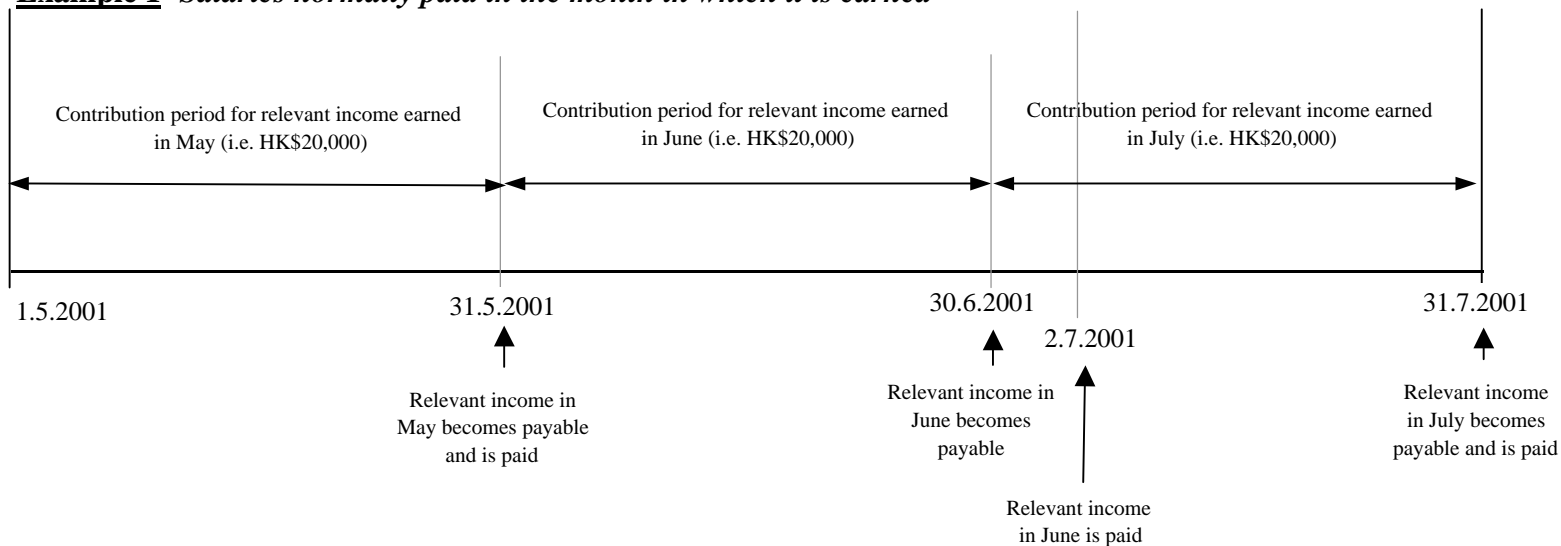 Example 1 Salaries normally paid in the month in which it is earned
Contribution period for relevant income earned
in May (i.e. HK$20,000)
Contribution period for relevant income earned
in June (i.e. HK$20,000)
Contribution period for relevant income earned
in July (i.e. HK$20,000)
1.5.2001
31.5.2001
30.6.2001
2.7.2001
31.7.2001
Relevant income in
May becomes payable
and is paid
Relevant income in
June becomes
payable
Relevant income
in June is paid
Relevant income
in July becomes
payable and is paid